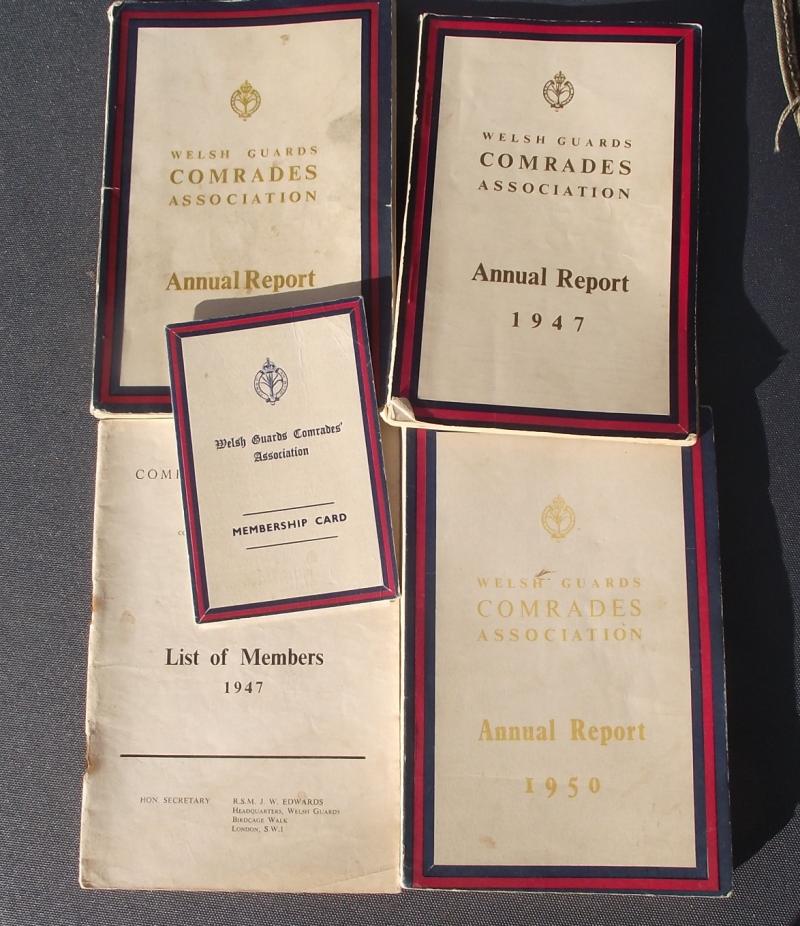 WELSH GUARDS
COMRADES
ASSOCIATION
Annual Report
WELSH GUARDS
COMRADES
ASSOCIATION
Annual Report
1947
Welsh Guards Comrades'
Association
MEMBERSHIP CARD
List of Members
1947
HON SECRETARY
R.S.M. J. W. EDWARDS
HEADQUARTERS, WELSH GUARDS
BIRDCAGE WALK
LONDON, S.W.1
WELSH GUARDS
COMRADES
ASSOCIATION
Annual Report
1950